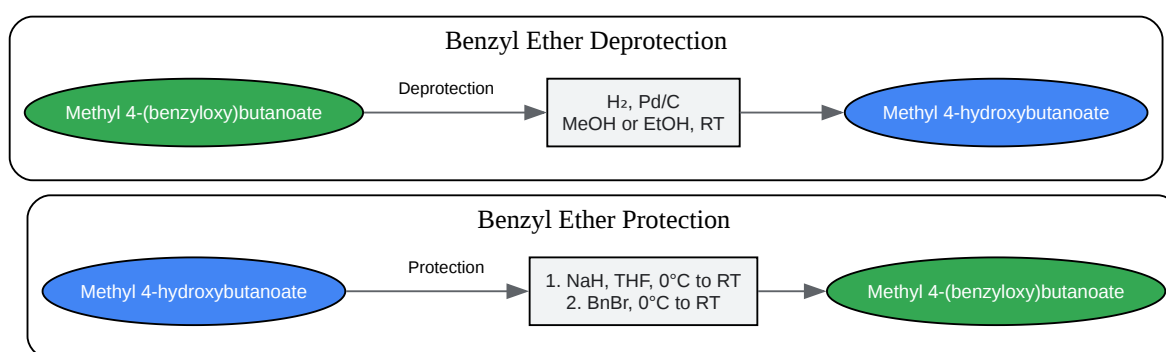 Benzyl Ether Deprotection
Methyl 4-(benzyloxy)butanoate
Deprotection
H₂, Pd/C
MeOH or EtOH, RT
Methyl 4-hydroxybutanoate
Benzyl Ether Protection
Methyl 4-hydroxybutanoate
Protection
1. NaH, THF, 0°C to RT
2. BnBr, 0°C to RT
Methyl 4-(benzyloxy)butanoate